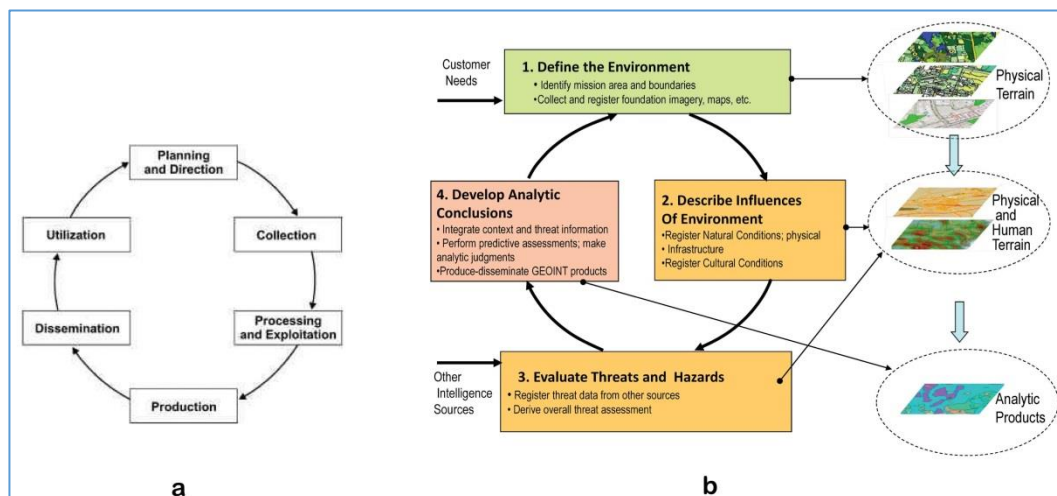 Planning
and Direction
Collection
Processing
and Exploitation
Production
Dissemination
Utilization
a
Customer
Needs
1. Define the Environment
• Identify mission area and boundaries
•Collect and register foundation imagery, maps, etc.
2. Describe Influences
Of Environment
•Register Natural Conditions; physical
• Infrastructure
•Register Cultural Conditions
3. Evaluate Threats and Hazards
• Register threat data from other sources
• Derive overall threat assessment
Other
Intelligence
Sources
4. Develop Analytic
Conclusions
• Integrate context and threat information
• Perform predictive assessments; make
analytic judgments
•Produce-disseminate GEOINT products
Physical
Terrain
Physical
and
Human
Terrain
Analytic
Products
b